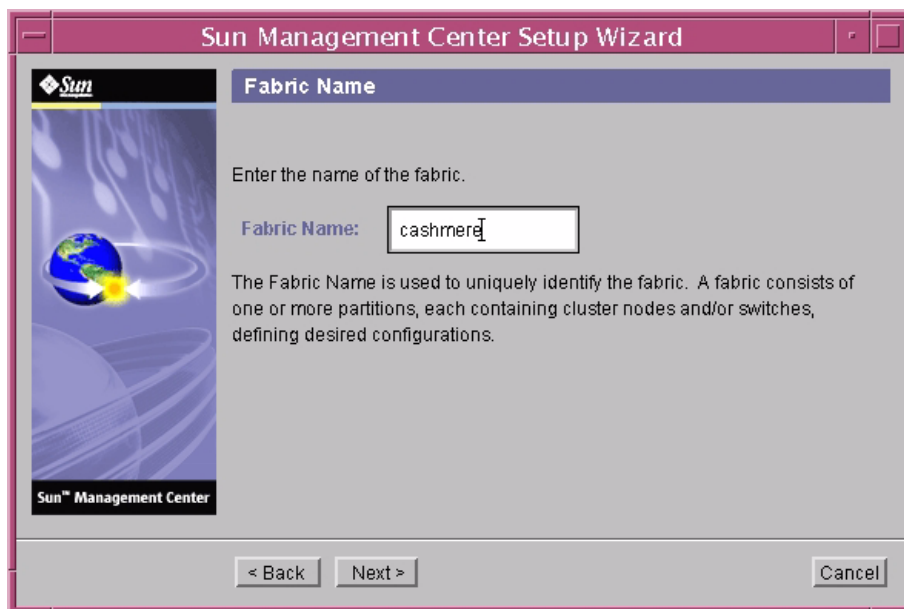 Sun Management Center Setup Wizard
Sun
Fabric Name
Enter the name of the fabric.
Fabric Name: cashmere
The Fabric Name is used to uniquely identify the fabric. A fabric consists of
one or more partitions, each containing cluster nodes and/or switches,
defining desired configurations.
Sun™ Management Center
< Back Next > Cancel